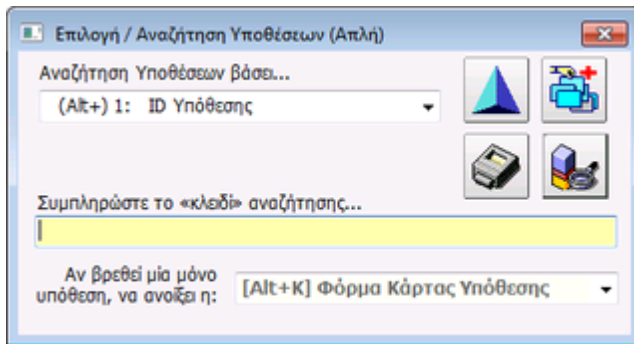 Επιλογή / Αναζήτηση Υποθέσεων (Απλή)
Αναζήτηση Υποθέσεων βάσει...
(Alt+) 1: ID Υπόθεσης
Συμπληρώστε το «κλειδί» αναζήτησης...
Αν βρεθεί μία μόνο
υπόθεση, να ανοίξει η:
[Alt+K] Φόρμα Κάρτας Υπόθεσης